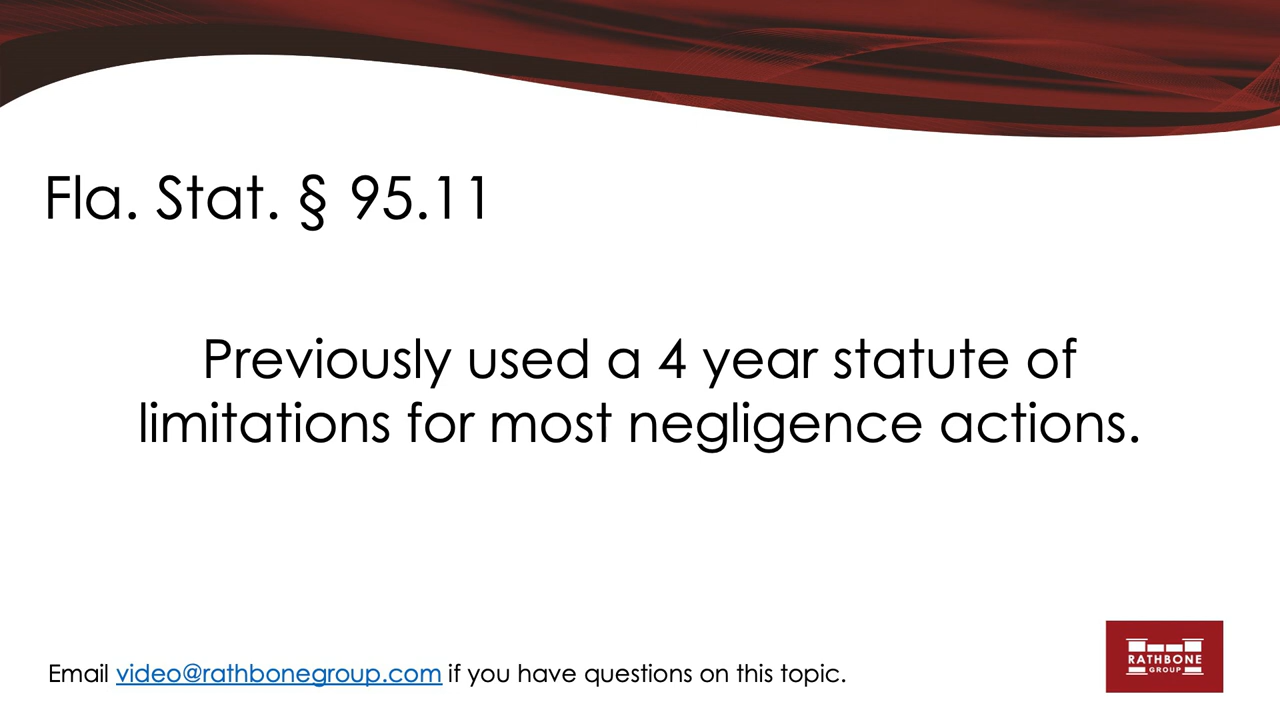 Fla. Stat. § 95.11
Previously used a 4 year statute of
limitations for most negligence actions.
Email video@rathbonegroup.com if you have questions on this topic.
RATHBONE
GROUP